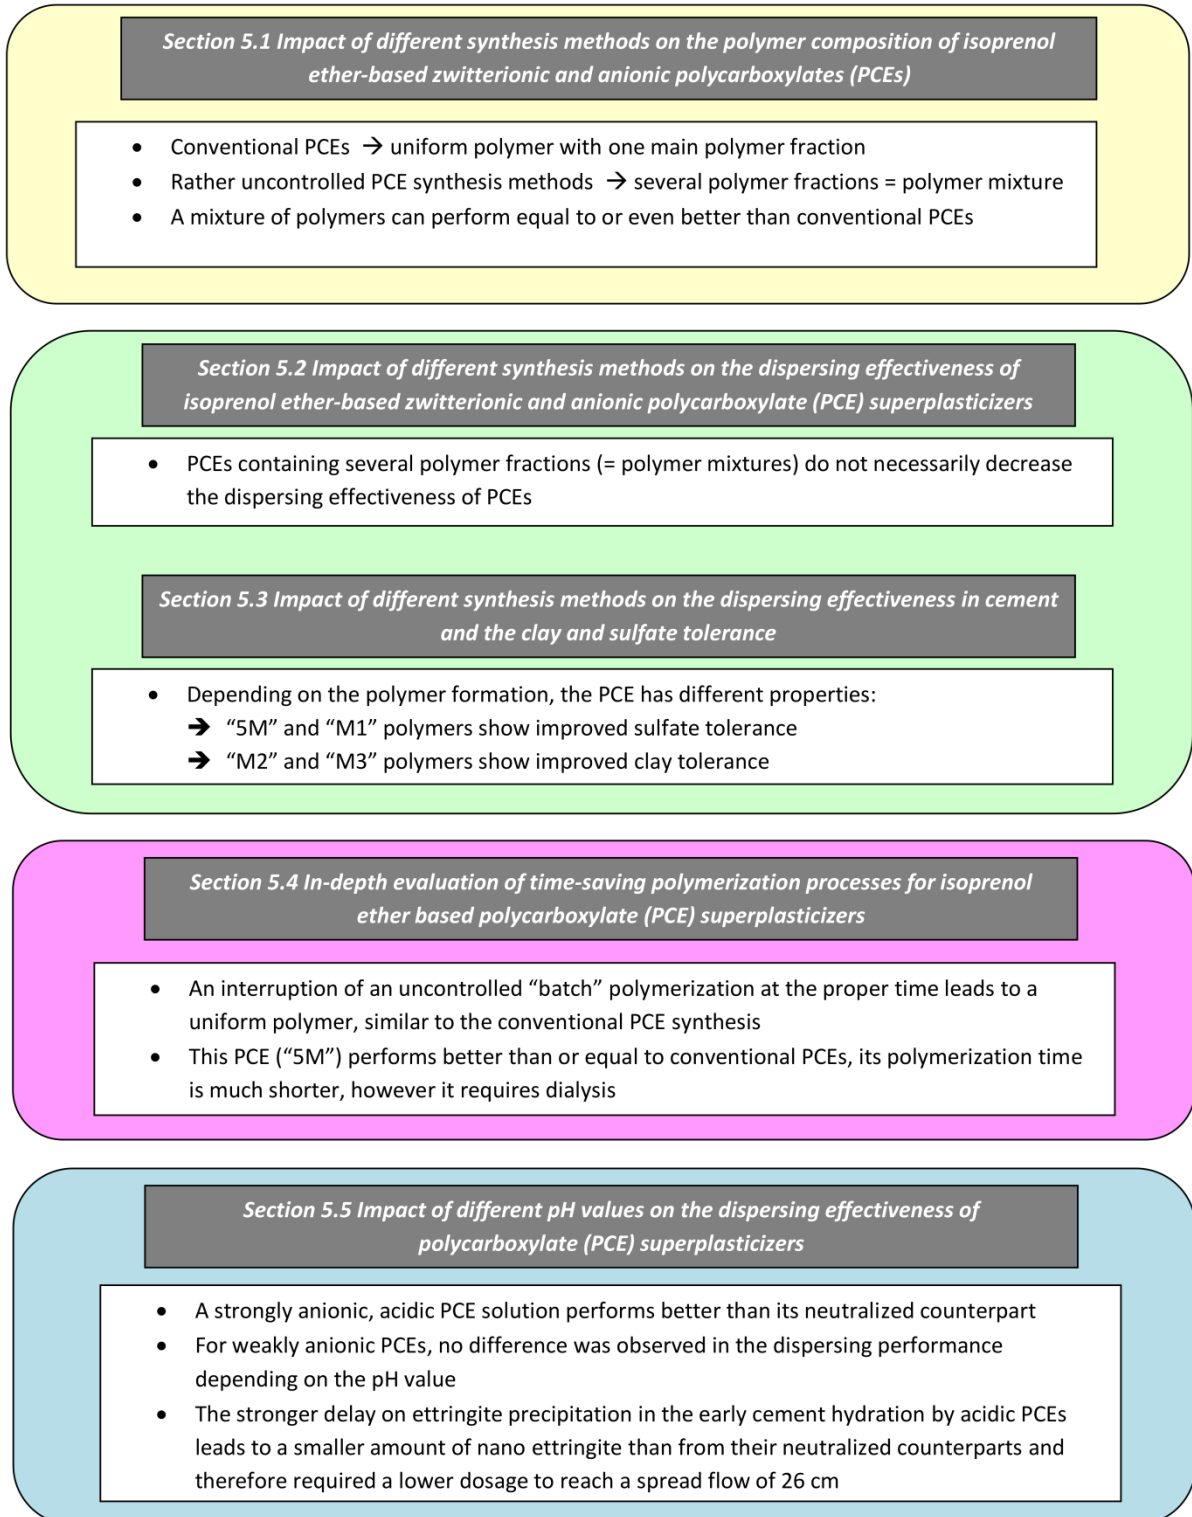 Section 5.1 Impact of different synthesis methods on the polymer composition of isoprenol
ether-based zwitterionic and anionic polycarboxylates (PCEs)
• Conventional PCEs → uniform polymer with one main polymer fraction
• Rather uncontrolled PCE synthesis methods → several polymer fractions = polymer mixture
• A mixture of polymers can perform equal to or even better than conventional PCEs
Section 5.2 Impact of different synthesis methods on the dispersing effectiveness of
isoprenol ether-based zwitterionic and anionic polycarboxylate (PCE) superplasticizers
• PCEs containing several polymer fractions (= polymer mixtures) do not necessarily decrease
the dispersing effectiveness of PCEs
Section 5.3 Impact of different synthesis methods on the dispersing effectiveness in cement
and the clay and sulfate tolerance
• Depending on the polymer formation, the PCE has different properties:
➔ “5M” and “M1” polymers show improved sulfate tolerance
➔ “M2” and “M3” polymers show improved clay tolerance
Section 5.4 In-depth evaluation of time-saving polymerization processes for isoprenol
ether based polycarboxylate (PCE) superplasticizers
• An interruption of an uncontrolled “batch” polymerization at the proper time leads to a
uniform polymer, similar to the conventional PCE synthesis
• This PCE (“5M”) performs better than or equal to conventional PCEs, its polymerization time
is much shorter, however it requires dialysis
Section 5.5 Impact of different pH values on the dispersing effectiveness of
polycarboxylate (PCE) superplasticizers
• A strongly anionic, acidic PCE solution performs better than its neutralized counterpart
• For weakly anionic PCEs, no difference was observed in the dispersing performance
depending on the pH value
• The stronger delay on ettringite precipitation in the early cement hydration by acidic PCEs
leads to a smaller amount of nano ettringite than from their neutralized counterparts and
therefore required a lower dosage to reach a spread flow of 26 cm